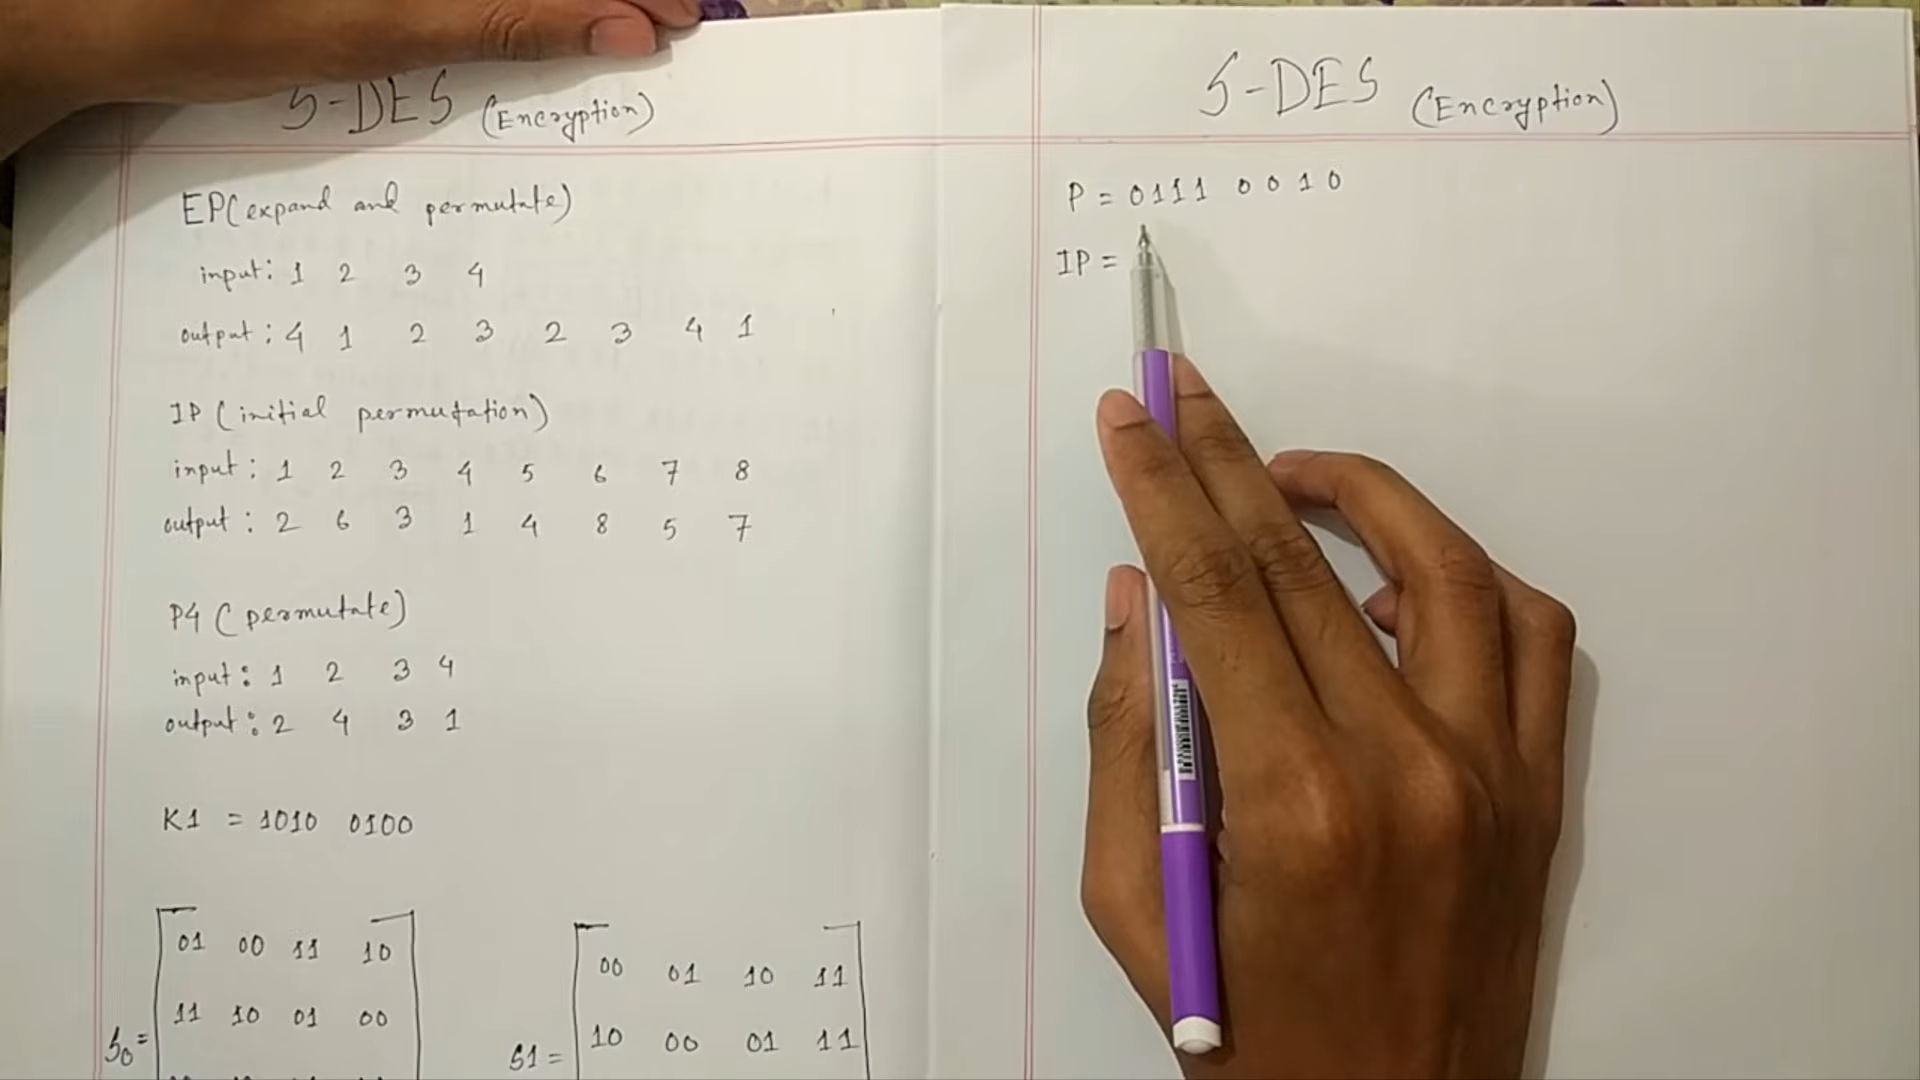 S-DES (Encryption)
EP(expand and permutate)
input: 1 2 3 4
output: 4 1 2 3 2 3 4 1
IP (initial permutation)
input: 1 2 3 4 5 6 7 8
output: 2 6 3 1 4 8 5 7
P4 (permutate)
input: 1 2 3 4
output: 2 4 3 1
K1 = 1010 0100
01 00 11 10
11 10 01 00
S0 =
00 01 10 11
10 00 01 11
S1 =
S-DES (Encryption)
P = 0111 0010
IP =